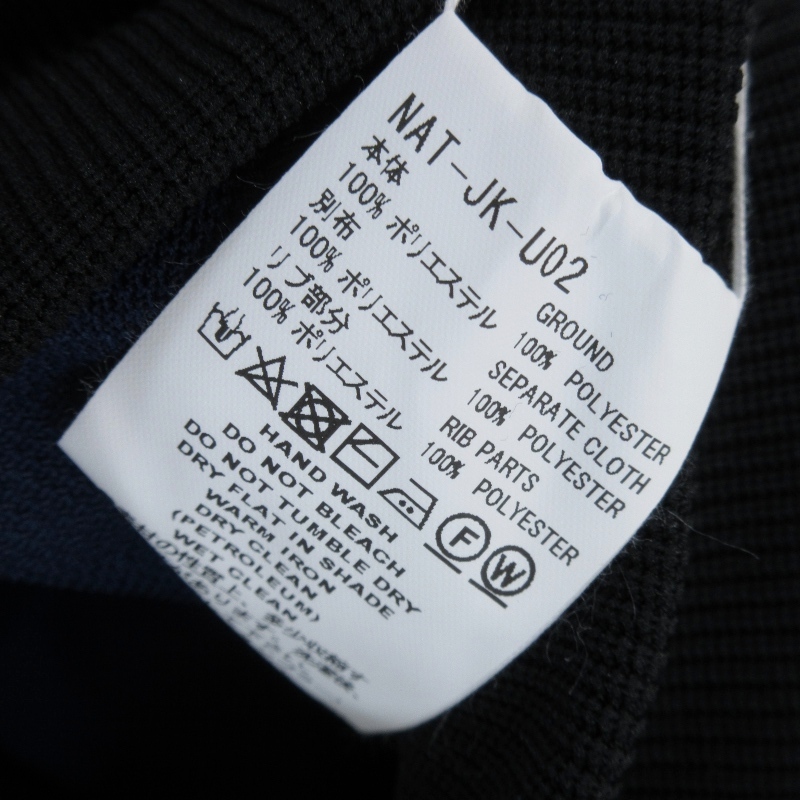 NAT-JK-U02
本体
100% ポリエステル
別布
100% ポリエステル
リブ部分
100% ポリエステル
GROUND
100% POLYESTER
SEPARATE CLOTH
100% POLYESTER
RIB PARTS
100% POLYESTER
F
W
HAND WASH
DO NOT BLEACH
DO NOT TUMBLE DRY
DRY FLAT IN SHADE
WARM IRON
DRY CLEAN
(PETROLEUM)
WET CLEAN